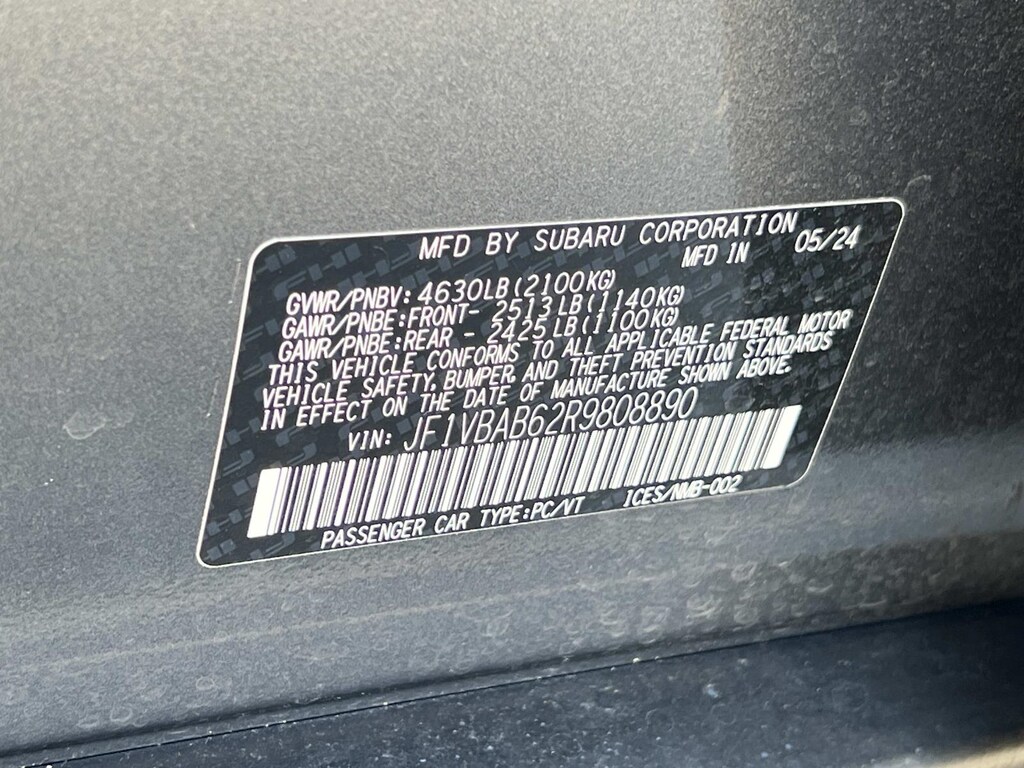 MFD BY SUBARU CORPORATION
MFD IN 05/24
GVWR/PNBV: 4630LB(2100KG)
GAWR/PNBE:FRONT- 2513LB(1140KG)
GAWR/PNBE:REAR - 2425LB(1100KG)
THIS VEHICLE CONFORMS TO ALL APPLICABLE FEDERAL MOTOR
VEHICLE SAFETY, BUMPER, AND THEFT PREVENTION STANDARDS
IN EFFECT ON THE DATE OF MANUFACTURE SHOWN ABOVE.
VIN: JF1VBAB62R9808890
PASSENGER CAR TYPE:PC/VT ICES/NMB-002